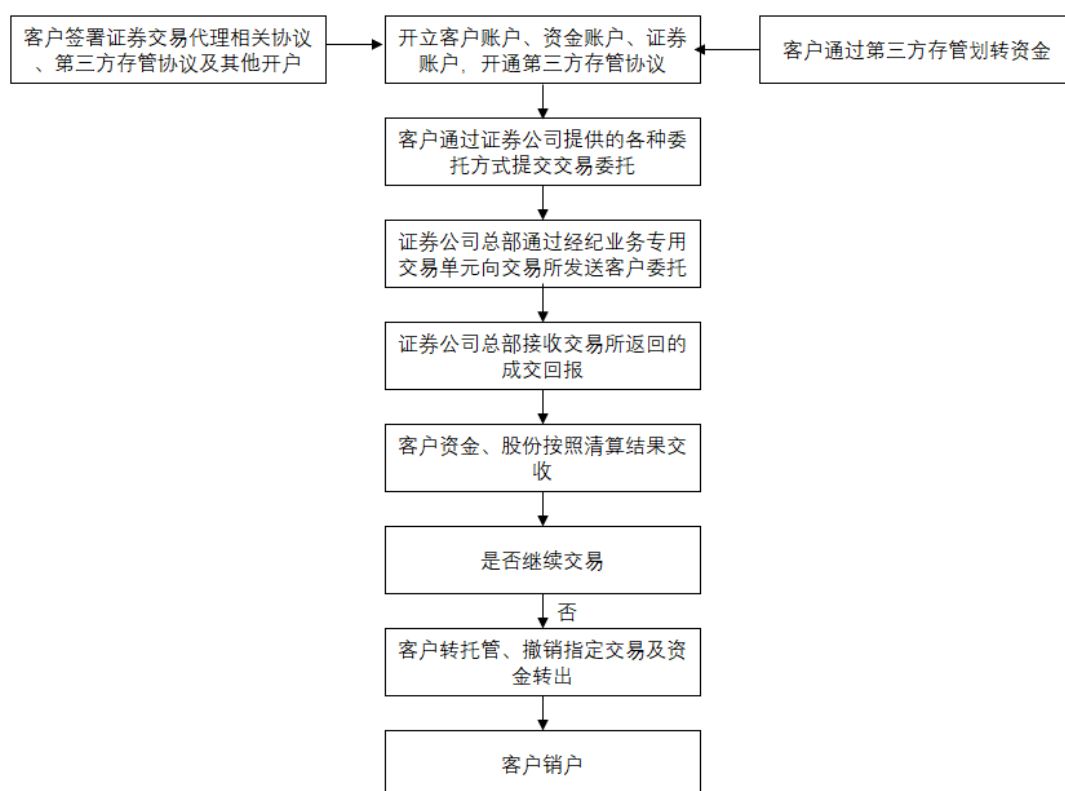 客户签署证券交易代理相关协议
、第三方存管协议及其他开户
开立客户账户、资金账户、证券
账户，开通第三方存管协议
客户通过第三方存管划转资金
客户通过证券公司提供的各种委
托方式提交交易委托
证券公司总部通过经纪业务专用
交易单元向交易所发送客户委托
证券公司总部接收交易所返回的
成交回报
客户资金、股份按照清算结果交
收
是否继续交易
否
客户转托管、撤销指定交易及资
金转出
客户销户